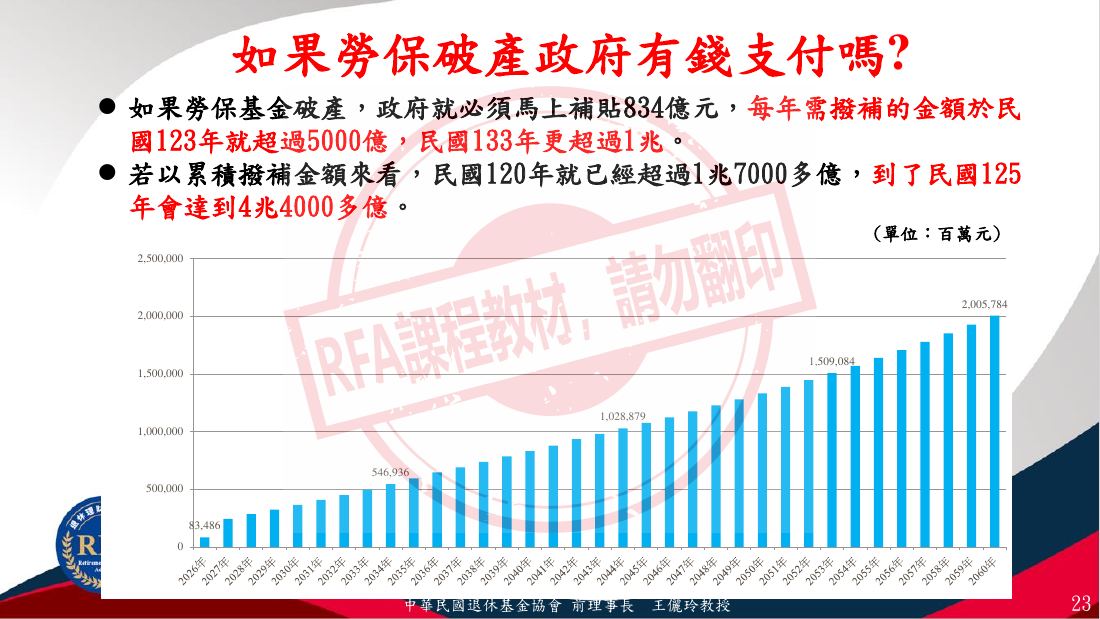 如果勞保破產政府有錢支付嗎?
● 如果勞保基金破產，政府就必須馬上補貼834億元，每年需撥補的金額於民
國123年就超過5000億，民國133年更超過1兆。
● 若以累積撥補金額來看，民國120年就已經超過1兆7000多億，到了民國125
年會達到4兆4000多億。
(單位：百萬元)
2,500,000
2,000,000
1,500,000
1,000,000
500,000
0
83,486
546,936
1,028,879
1,509,084
2,005,784
RFA課程教材，請勿翻印
2026年 2027年 2028年 2029年 2030年 2031年 2032年 2033年 2034年 2035年 2036年 2037年 2038年 2039年 2040年 2041年 2042年 2043年 2044年 2045年 2046年 2047年 2048年 2049年 2050年 2051年 2052年 2053年 2054年 2055年 2056年 2057年 2058年 2059年 2060年
退休理財
中華民國退休基金協會 前理事長 王儷玲教授
23